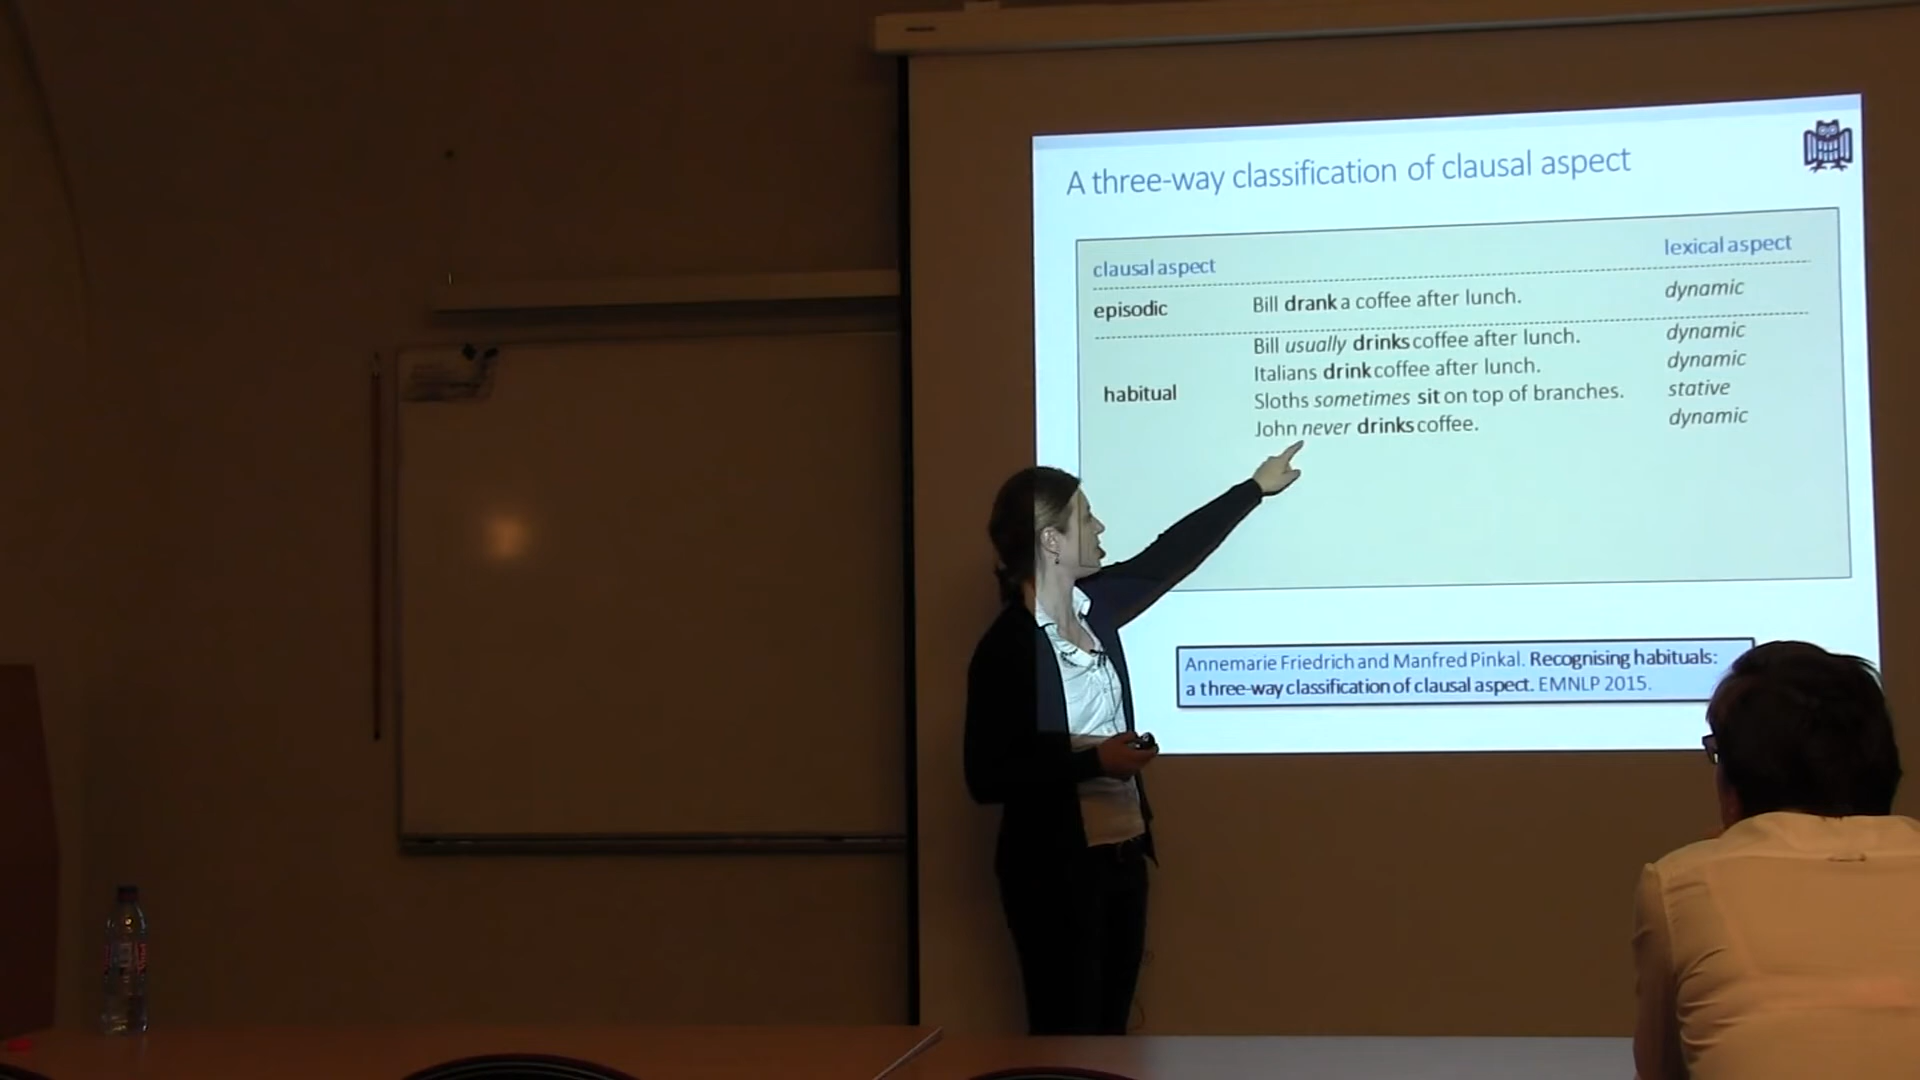 A three-way classification of clausal aspect
clausal aspect lexical aspect
episodic Bill drank a coffee after lunch. dynamic
Bill usually drinks coffee after lunch. dynamic
Italians drink coffee after lunch. dynamic
habitual Sloths sometimes sit on top of branches. stative
John never drinks coffee. dynamic
Annemarie Friedrich and Manfred Pinkal. Recognising habituals:
a three-way classification of clausal aspect. EMNLP 2015.